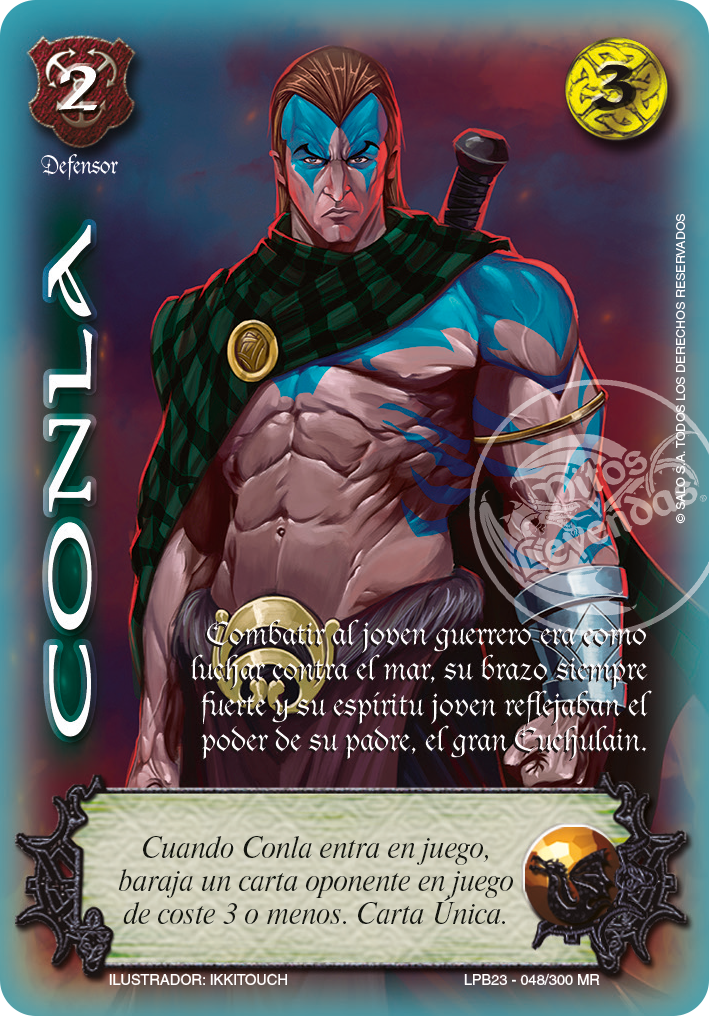 2
3
Defensor
CONLA
© SALO S.A. TODOS LOS DERECHOS RESERVADOS
Mitos
y
Leyendas
®
Combatir al joven guerrero era como
luchar contra el mar, su brazo siempre
fuerte y su espíritu joven reflejaban el
poder de su padre, el gran Cuchulain.
Cuando Conla entra en juego,
baraja un carta oponente en juego
de coste 3 o menos. Carta Única.
ILUSTRADOR: IKKITOUCH
LPB23 - 048/300 MR